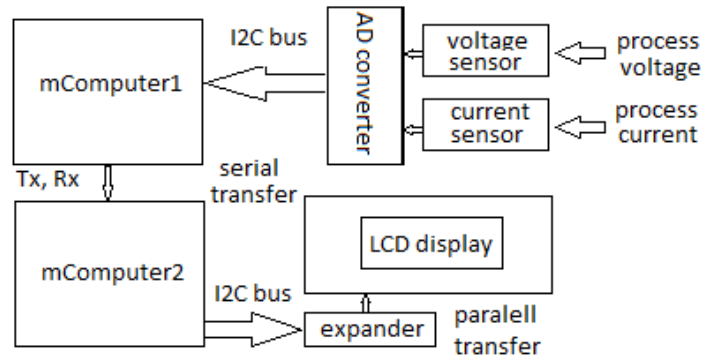 I2C bus
mComputer1
AD converter
voltage
sensor
process
voltage
current
sensor
process
current
Tx, Rx
serial
transfer
mComputer2
LCD display
I2C bus
expander
paralell
transfer